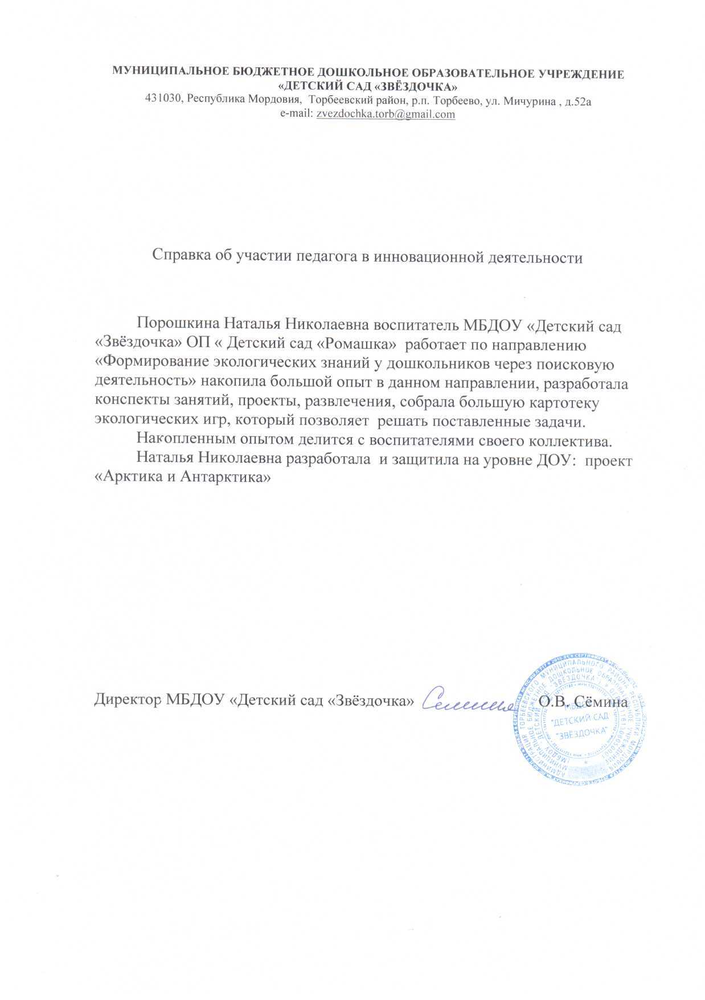 МУНИЦИПАЛЬНОЕ БЮДЖЕТНОЕ ДОШКОЛЬНОЕ ОБРАЗОВАТЕЛЬНОЕ УЧРЕЖДЕНИЕ
«ДЕТСКИЙ САД «ЗВЁЗДОЧКА»
431030, Республика Мордовия, Торбеевский район, р.п. Торбеево, ул. Мичурина , д.52а
e-mail: zvezdochka.torb@gmail.com
Справка об участии педагога в инновационной деятельности
Порошкина Наталья Николаевна воспитатель МБДОУ «Детский сад
«Звёздочка» ОП « Детский сад «Ромашка» работает по направлению
«Формирование экологических знаний у дошкольников через поисковую
деятельность» накопила большой опыт в данном направлении, разработала
конспекты занятий, проекты, развлечения, собрала большую картотеку
экологических игр, который позволяет решать поставленные задачи.
Накопленным опытом делится с воспитателями своего коллектива.
Наталья Николаевна разработала и защитила на уровне ДОУ: проект
«Арктика и Антарктика»
Директор МБДОУ «Детский сад «Звёздочка» О.В. Сёмина
МБДОУ
"ДЕТСКИЙ САД
"ЗВЁЗДОЧКА"